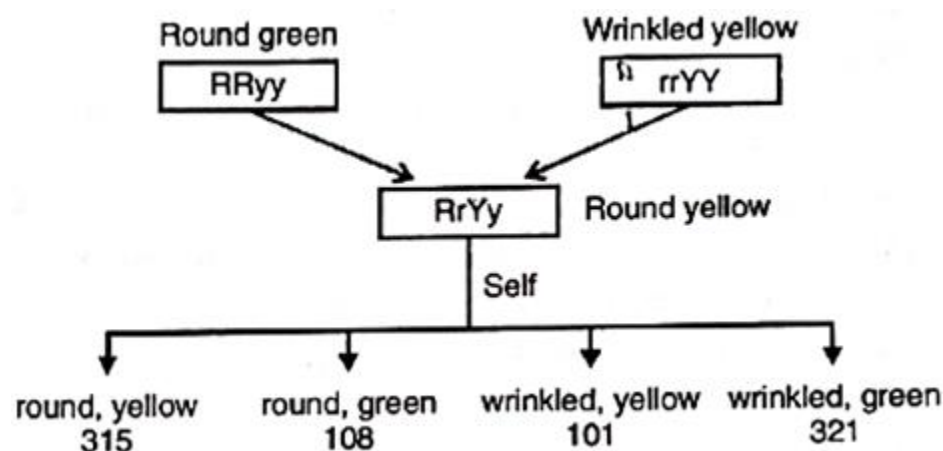 Round green
Wrinkled yellow
RRyy
rrYY
RrYy
Round yellow
Self
round, yellow
315
round, green
108
wrinkled, yellow
101
wrinkled, green
321